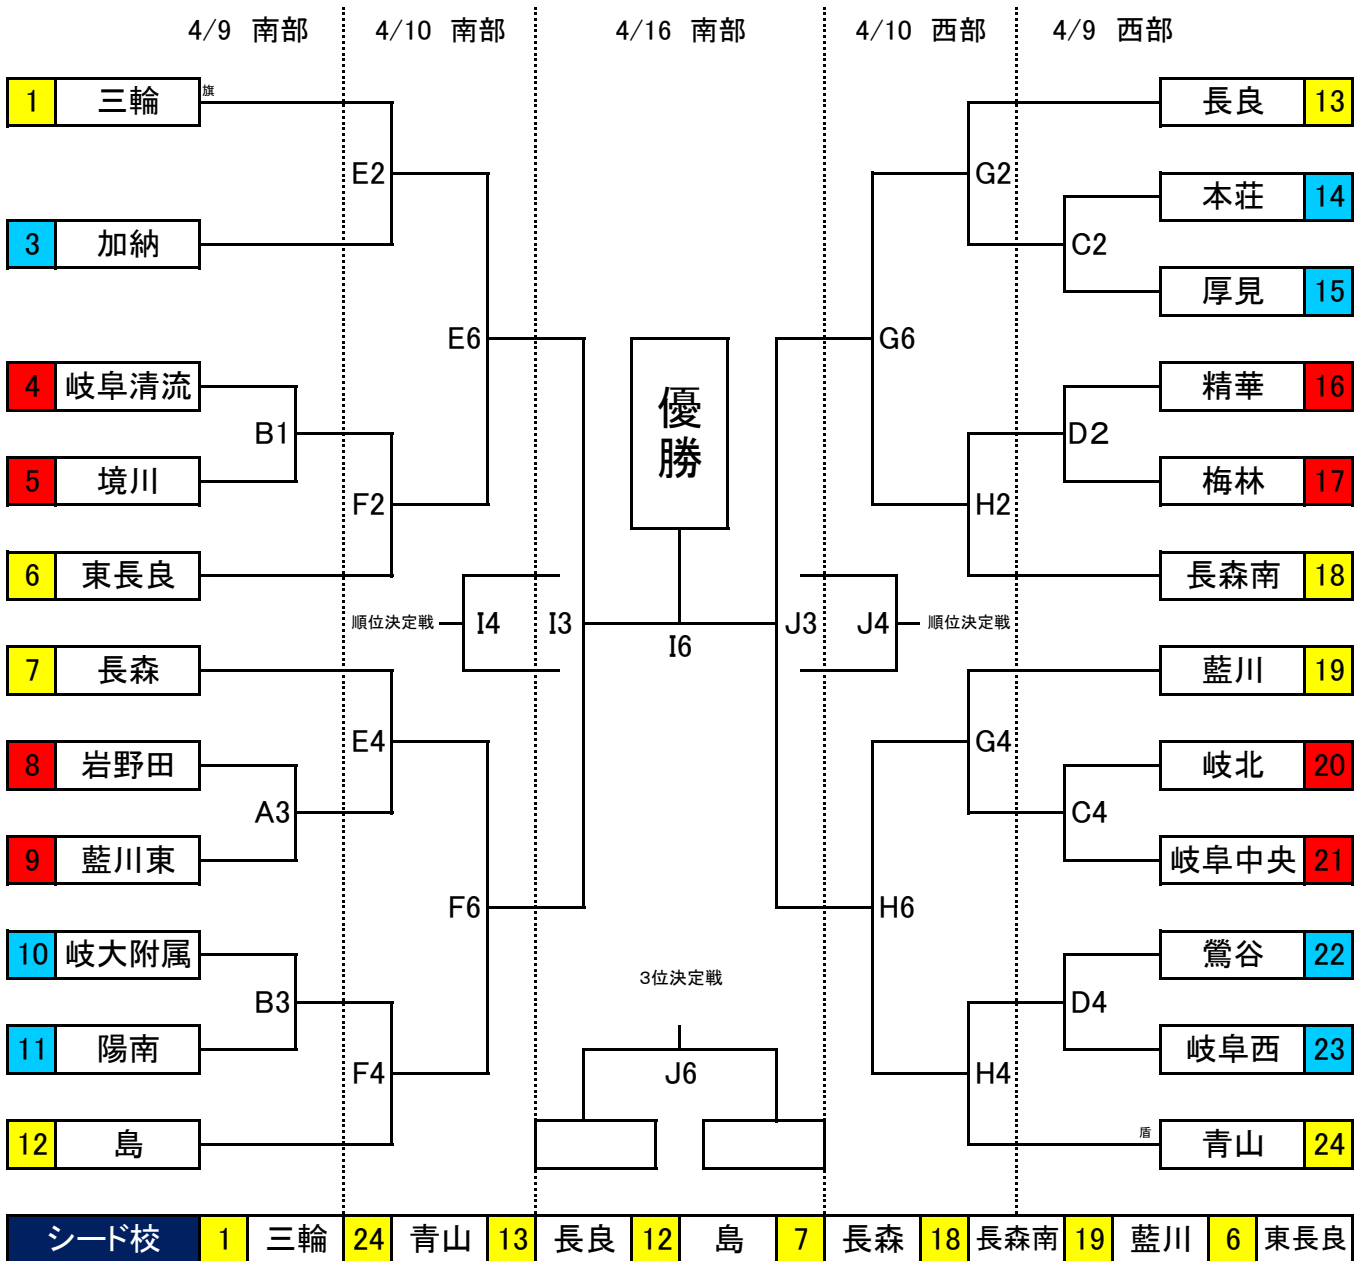 4/9 南部 4/10 南部 4/16 南部 4/10 西部 4/9 西部
1 三輪 旗
長良 13
E2 G2
本荘 14
3 加納
C2
厚見 15
E6 G6
4 岐阜清流
精華 16
優勝
B1 D2
5 境川
梅林 17
F2 H2
6 東長良
長森南 18
順位決定戦 I4 I3 I6 J3 J4 順位決定戦
7 長森
藍川 19
E4 G4
8 岩野田
岐北 20
A3 C4
9 藍川東
岐阜中央 21
F6 H6
10 岐大附属
鶯谷 22
3位決定戦
B3 D4
11 陽南
岐阜西 23
F4 J6 H4
12 島
盾 青山 24
シード校 1 三輪 24 青山 13 長良 12 島 7 長森 18 長森南 19 藍川 6 東長良